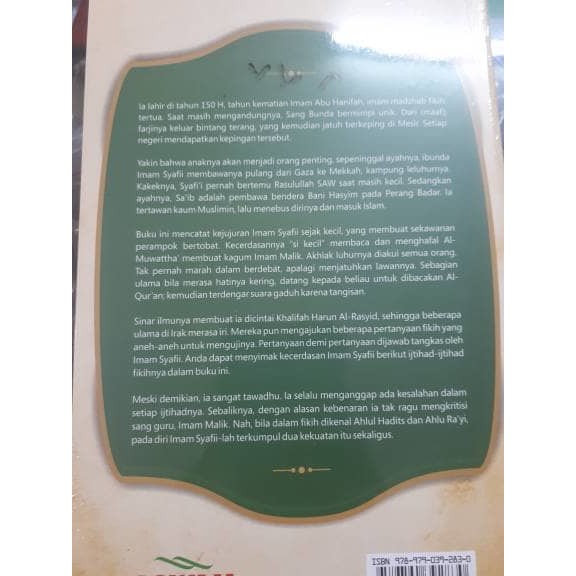 Ia lahir di tahun 150 H, tahun kematian Imam Abu Hanifah, imam madzhab fikih
tertua. Saat masih mengandungnya, Sang Bunda bermimpi unik. Dari (maaf)
farjinya keluar bintang terang, yang kemudian jatuh berkeping di Mesir. Setiap
negeri mendapatkan kepingan tersebut.
Yakin bahwa anaknya akan menjadi orang penting, sepeninggal ayahnya, ibunda
Imam Syafii membawanya pulang dari Gaza ke Mekkah, kampung leluhurnya.
Kakeknya, Syafi'i pernah bertemu Rasulullah SAW saat masih kecil. Sedangkan
ayahnya, Sa'ib adalah pembawa bendera Bani Hasyim pada Perang Badar. Ia
tertawan kaum Muslimin, lalu menebus dirinya dan masuk Islam.
Buku ini mencatat kejujuran Imam Syafii sejak kecil, yang membuat sekawanan
perampok bertobat. Kecerdasannya "si kecil" membaca dan menghafal Al-
Muwattha' membuat kagum Imam Malik. Akhlak luhurnya diakui semua orang.
Tak pernah marah dalam berdebat, apalagi menjatuhkan lawannya. Sebagian
ulama bila merasa hatinya kering, datang kepada beliau untuk dibacakan Al-
Qur'an; kemudian terdengar suara gaduh karena tangisan.
Sinar ilmunya membuat ia dicintai Khalifah Harun Al-Rasyid, sehingga beberapa
ulama di Irak merasa iri. Mereka pun mengajukan beberapa pertanyaan fikih yang
aneh-aneh untuk mengujinya. Pertanyaan demi pertanyaan dijawab tangkas oleh
Imam Syafii. Anda dapat menyimak kecerdasan Imam Syafii berikut ijtihad-ijtihad
fikihnya dalam buku ini.
Meski demikian, ia sangat tawadhu. Ia selalu menganggap ada kesalahan dalam
setiap ijtihadnya. Sebaliknya, dengan alasan kebenaran ia tak ragu mengkritisi
sang guru, Imam Malik. Nah, bila dalam fikih dikenal Ahlul Hadits dan Ahlu Ra'yi,
pada diri Imam Syafii-lah terkumpul dua kekuatan itu sekaligus.
ISBN 978-979-039-283-0